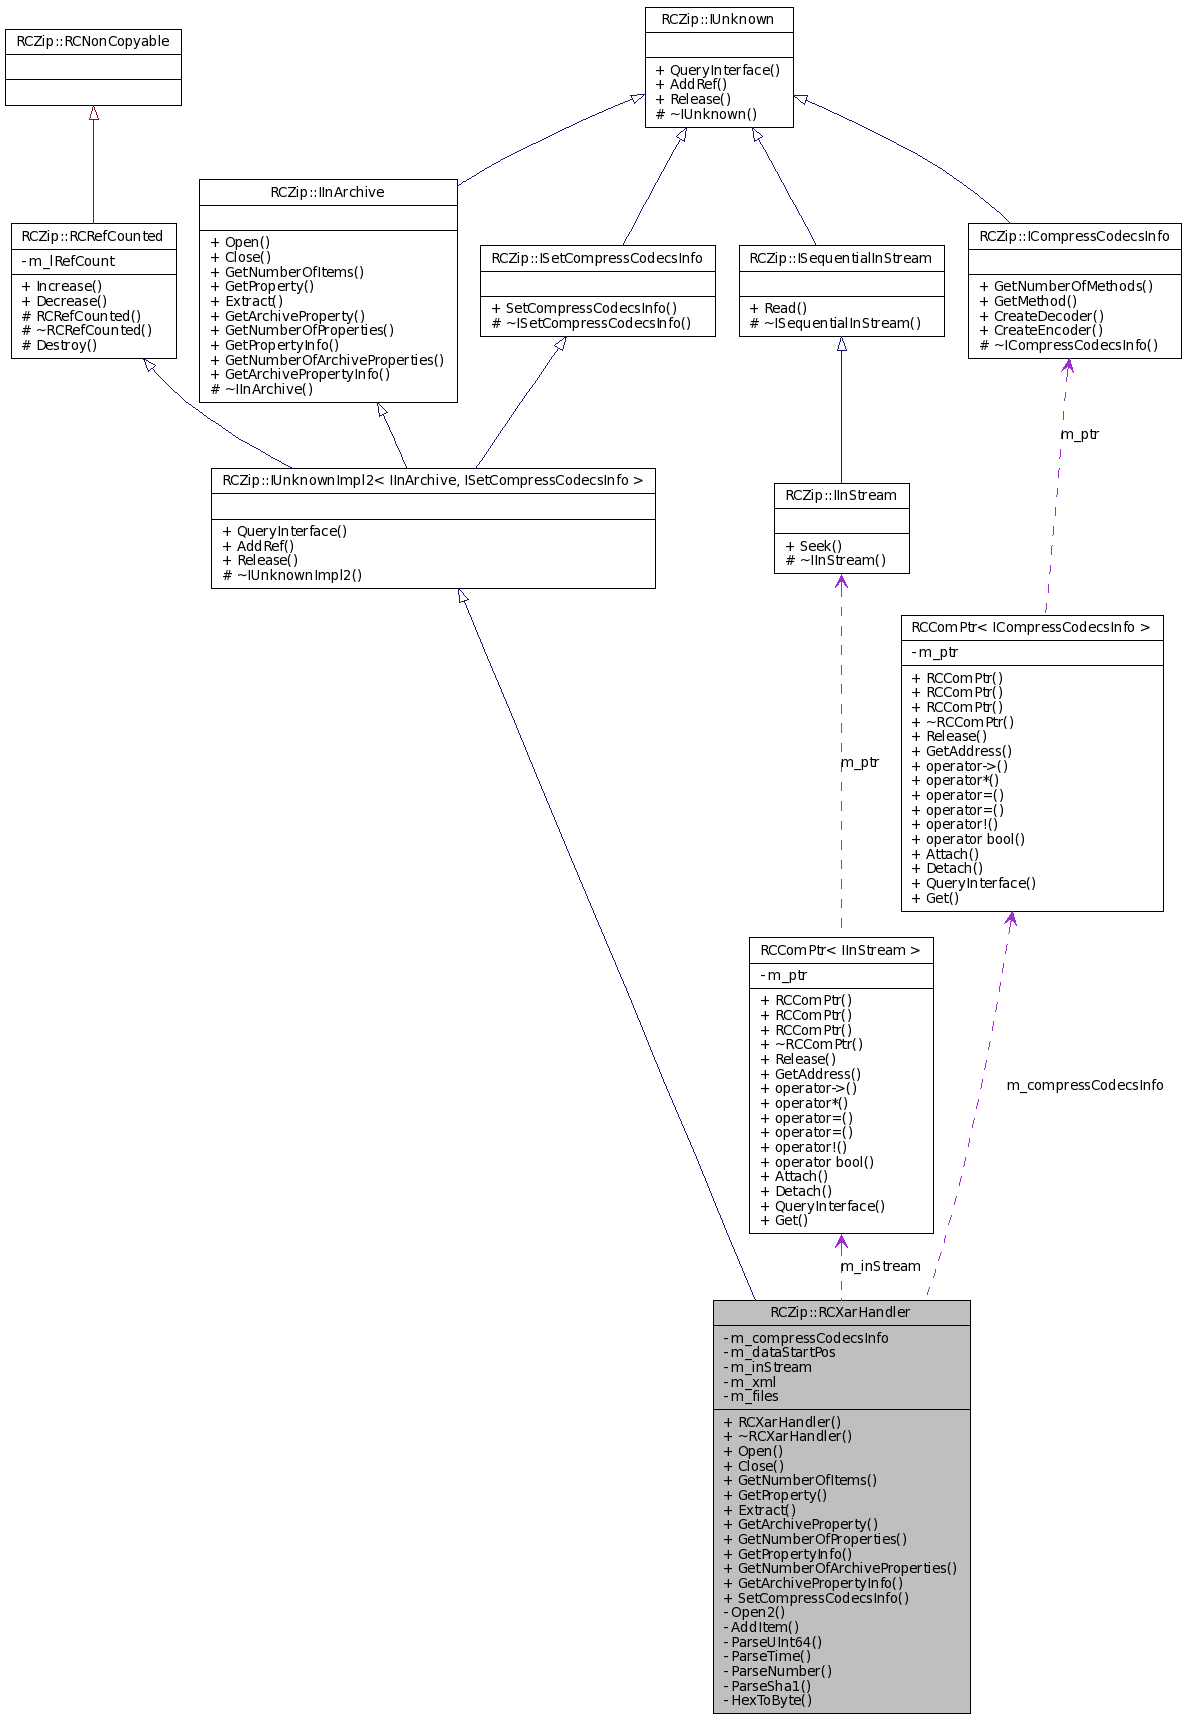 RCZip::IUnknown
+ QueryInterface()
+ AddRef()
+ Release()
# ~IUnknown()
RCZip::RCNonCopyable
RCZip::IInArchive
+ Open()
+ Close()
+ GetNumberOfItems()
+ GetProperty()
+ Extract()
+ GetArchiveProperty()
+ GetNumberOfProperties()
+ GetPropertyInfo()
+ GetNumberOfArchiveProperties()
+ GetArchivePropertyInfo()
# ~IInArchive()
RCZip::RCRefCounted
- m_lRefCount
+ Increase()
+ Decrease()
# RCRefCounted()
# ~RCRefCounted()
# Destroy()
RCZip::ISetCompressCodecsInfo
+ SetCompressCodecsInfo()
# ~ISetCompressCodecsInfo()
RCZip::ISequentialInStream
+ Read()
# ~ISequentialInStream()
RCZip::ICompressCodecsInfo
+ GetNumberOfMethods()
+ GetMethod()
+ CreateDecoder()
+ CreateEncoder()
# ~ICompressCodecsInfo()
m_ptr
RCZip::IUnknownImpl2< IInArchive, ISetCompressCodecsInfo >
+ QueryInterface()
+ AddRef()
+ Release()
# ~IUnknownImpl2()
RCZip::IInStream
+ Seek()
# ~IInStream()
RCComPtr< ICompressCodecsInfo >
- m_ptr
+ RCComPtr()
+ RCComPtr()
+ RCComPtr()
+ ~RCComPtr()
+ Release()
+ GetAddress()
+ operator->()
+ operator*()
+ operator=()
+ operator=()
+ operator!()
+ operator bool()
+ Attach()
+ Detach()
+ QueryInterface()
+ Get()
m_ptr
RCComPtr< IInStream >
- m_ptr
+ RCComPtr()
+ RCComPtr()
+ RCComPtr()
+ ~RCComPtr()
+ Release()
+ GetAddress()
+ operator->()
+ operator*()
+ operator=()
+ operator=()
+ operator!()
+ operator bool()
+ Attach()
+ Detach()
+ QueryInterface()
+ Get()
m_compressCodecsInfo
m_inStream
RCZip::RCXarHandler
- m_compressCodecsInfo
- m_dataStartPos
- m_inStream
- m_xml
- m_files
+ RCXarHandler()
+ ~RCXarHandler()
+ Open()
+ Close()
+ GetNumberOfItems()
+ GetProperty()
+ Extract()
+ GetArchiveProperty()
+ GetNumberOfProperties()
+ GetPropertyInfo()
+ GetNumberOfArchiveProperties()
+ GetArchivePropertyInfo()
+ SetCompressCodecsInfo()
- Open2()
- AddItem()
- ParseUInt64()
- ParseTime()
- ParseNumber()
- ParseSha1()
- HexToByte()